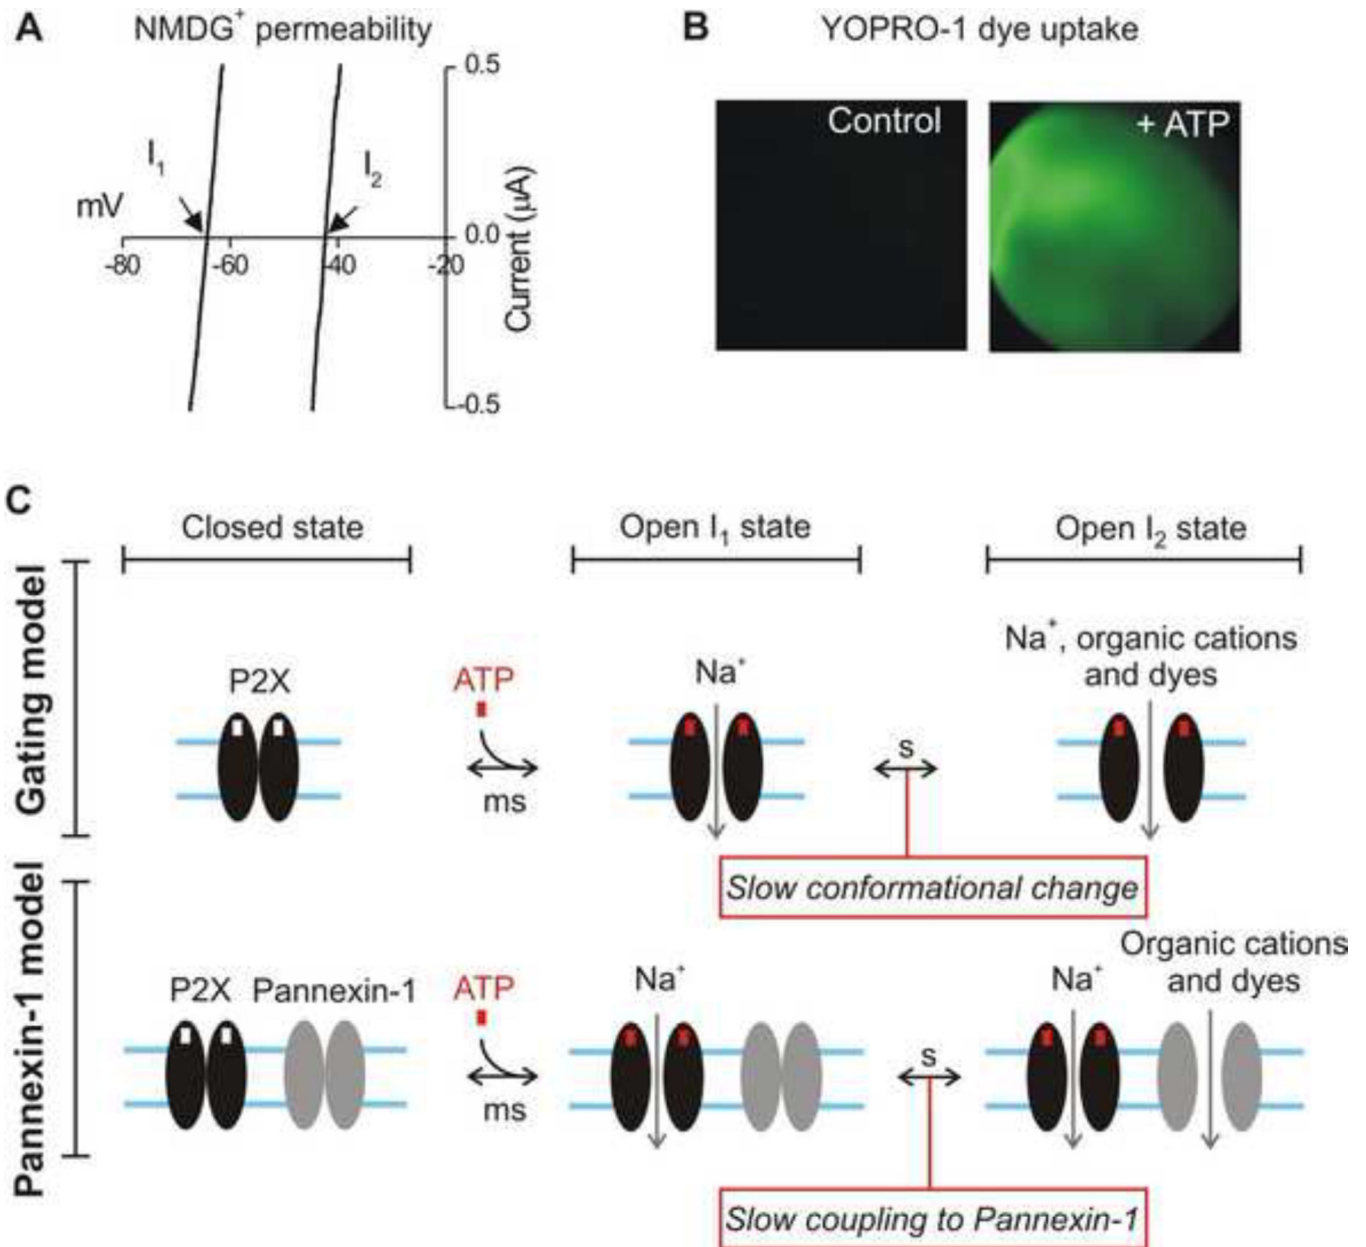 A
NMDG⁺ permeability
0.5
I₁
I₂
mV
0.0
-80
-60
-40
-20
Current (µA)
-0.5
B
YOPRO-1 dye uptake
Control
+ ATP
C
Closed state
Open I₁ state
Open I₂ state
Gating model
P2X
ATP
ms
Na⁺
s
Na⁺, organic cations
and dyes
Slow conformational change
Pannexin-1 model
P2X
Pannexin-1
ATP
ms
Na⁺
s
Na⁺
Organic cations
and dyes
Slow coupling to Pannexin-1